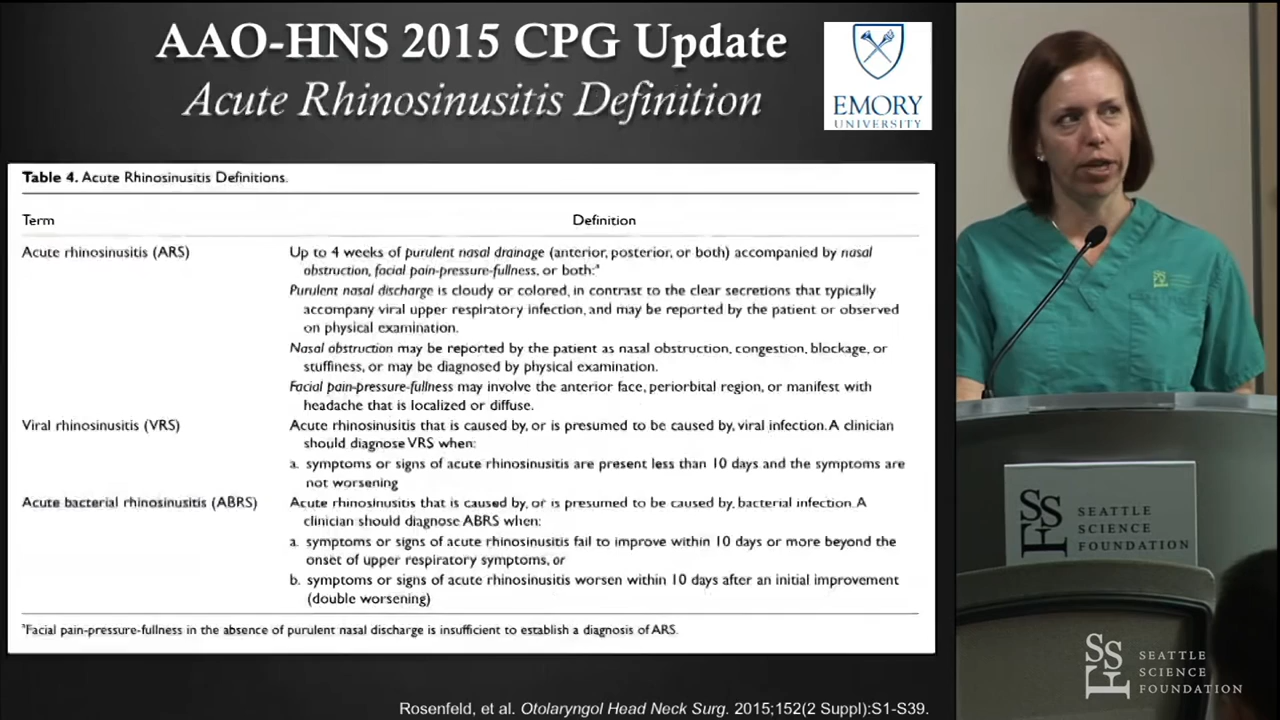 AAO-HNS 2015 CPG Update
Acute Rhinosinusitis Definition
EMORY
UNIVERSITY
Table 4. Acute Rhinosinusitis Definitions.
Term Definition
Acute rhinosinusitis (ARS) Up to 4 weeks of purulent nasal drainage (anterior, posterior, or both) accompanied by nasal
obstruction, facial pain-pressure-fullness, or both:ª
Purulent nasal discharge is cloudy or colored, in contrast to the clear secretions that typically
accompany viral upper respiratory infection, and may be reported by the patient or observed
on physical examination.
Nasal obstruction may be reported by the patient as nasal obstruction, congestion, blockage, or
stuffiness, or may be diagnosed by physical examination.
Facial pain-pressure-fullness may involve the anterior face, periorbital region, or manifest with
headache that is localized or diffuse.
Viral rhinosinusitis (VRS) Acute rhinosinusitis that is caused by, or is presumed to be caused by, viral infection. A clinician
should diagnose VRS when:
a. symptoms or signs of acute rhinosinusitis are present less than 10 days and the symptoms are
not worsening
Acute bacterial rhinosinusitis (ABRS) Acute rhinosinusitis that is caused by, or is presumed to be caused by, bacterial infection. A
clinician should diagnose ABRS when:
a. symptoms or signs of acute rhinosinusitis fail to improve within 10 days or more beyond the
onset of upper respiratory symptoms, or
b. symptoms or signs of acute rhinosinusitis worsen within 10 days after an initial improvement
(double worsening)
ªFacial pain-pressure-fullness in the absence of purulent nasal discharge is insufficient to establish a diagnosis of ARS.
Rosenfeld, et al. Otolaryngol Head Neck Surg. 2015;152(2 Suppl):S1-S39.
SSF
SEATTLE
SCIENCE
FOUNDATION
SSF
SEATTLE
SCIENCE
FOUNDATION